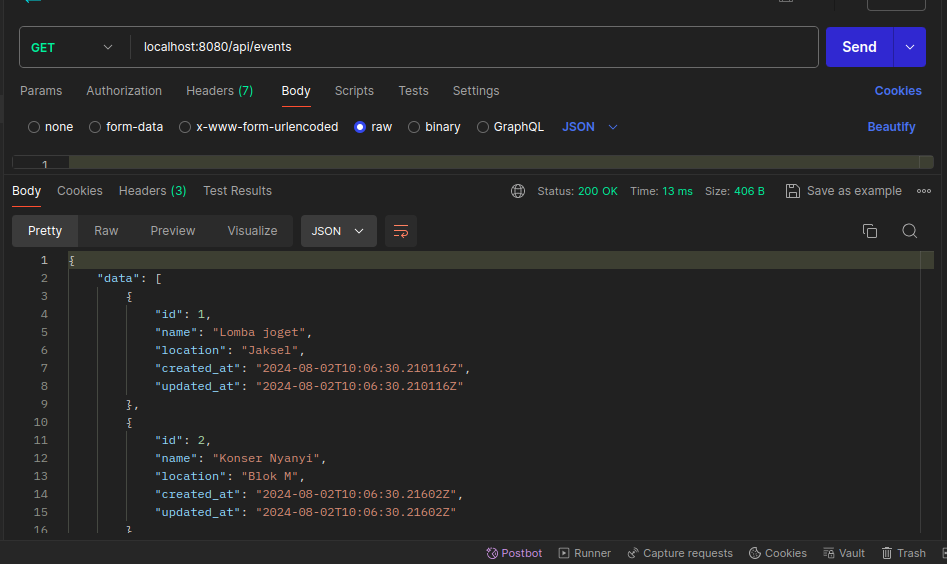 GET localhost:8080/api/events Send
Params Authorization Headers (7) Body Scripts Tests Settings Cookies
none form-data x-www-form-urlencoded raw binary GraphQL JSON Beautify
1
Body Cookies Headers (3) Test Results Status: 200 OK Time: 13 ms Size: 406 B Save as example
Pretty Raw Preview Visualize JSON
1 {
2 "data": [
3 {
4 "id": 1,
5 "name": "Lomba joget",
6 "location": "Jaksel",
7 "created_at": "2024-08-02T10:06:30.210116Z",
8 "updated_at": "2024-08-02T10:06:30.210116Z"
9 },
10 {
11 "id": 2,
12 "name": "Konser Nyanyi",
13 "location": "Blok M",
14 "created_at": "2024-08-02T10:06:30.21602Z",
15 "updated_at": "2024-08-02T10:06:30.21602Z"
16 }
Postbot Runner Capture requests Cookies Vault Trash